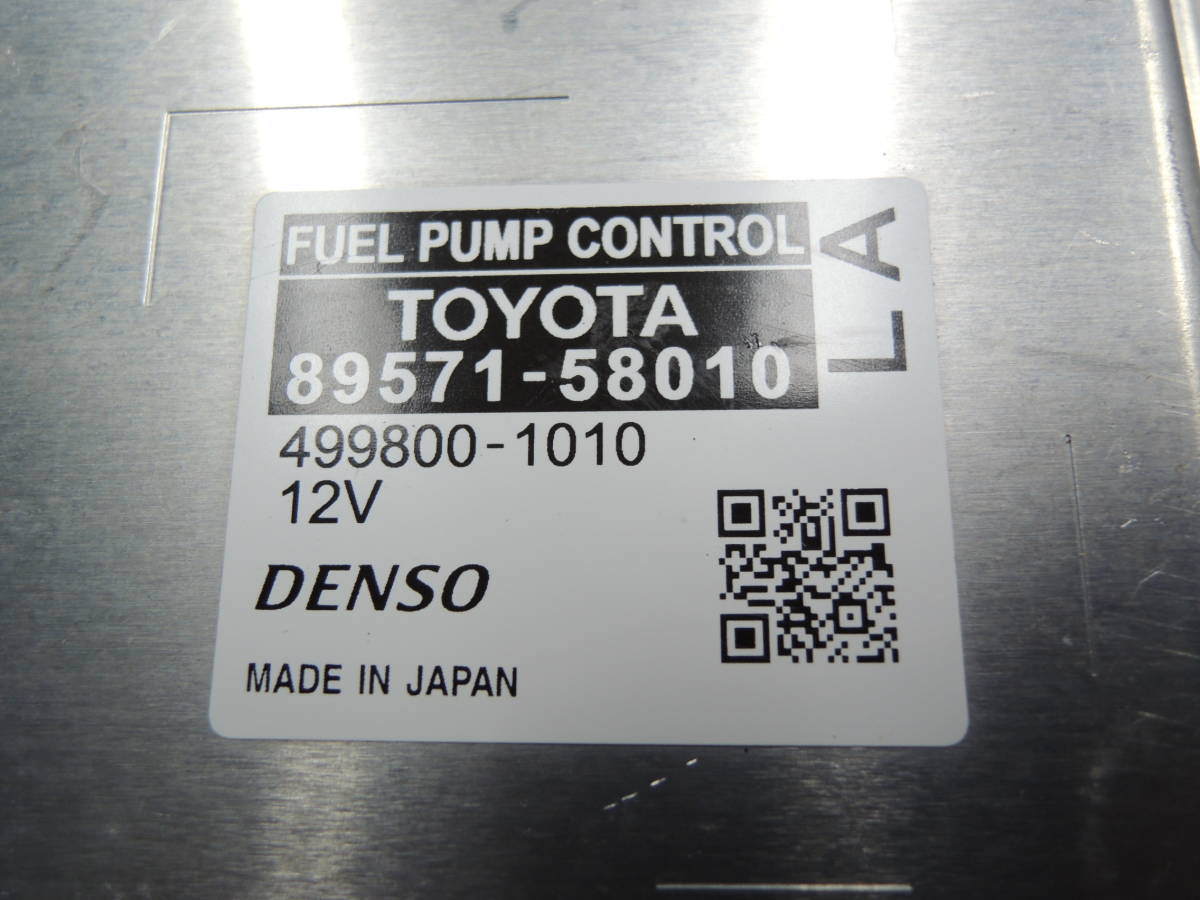 FUEL PUMP CONTROL
TOYOTA
89571-58010
LA
499800-1010
12V
DENSO
MADE IN JAPAN